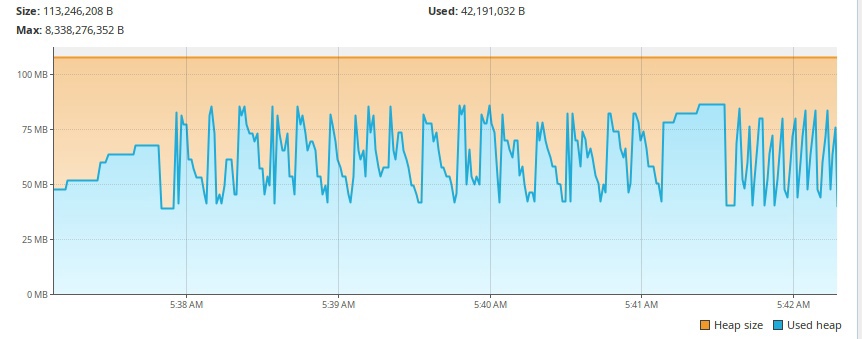 Size: 113,246,208 B Used: 42,191,032 B
Max: 8,338,276,352 B
100 MB
75 MB
50 MB
25 MB
0 MB
5:38 AM 5:39 AM 5:40 AM 5:41 AM 5:42 AM
Heap size Used heap